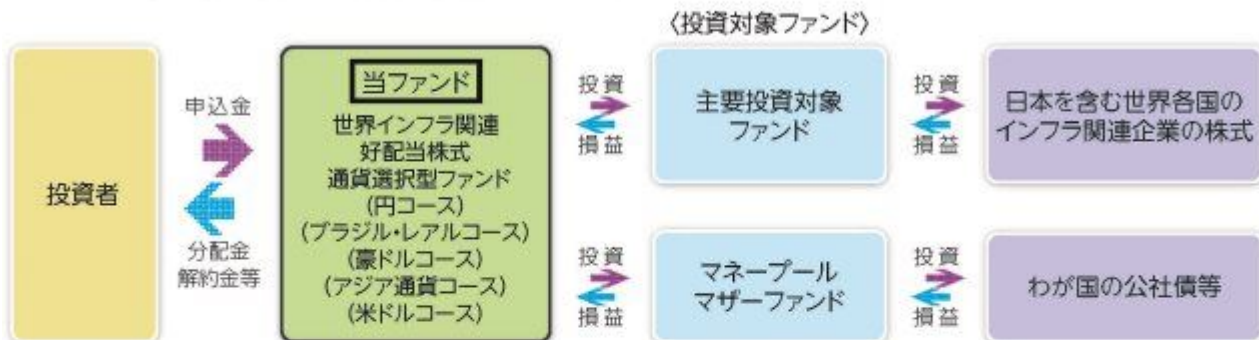 〈投資対象ファンド〉
投資者
申込金
分配金
解約金等
当ファンド
世界インフラ関連
好配当株式
通貨選択型ファンド
(円コース)
(ブラジル・レアルコース)
(豪ドルコース)
(アジア通貨コース)
(米ドルコース)
投資
損益
主要投資対象
ファンド
投資
損益
日本を含む世界各国の
インフラ関連企業の株式
投資
損益
マネープール
マザーファンド
投資
損益
わが国の公社債等